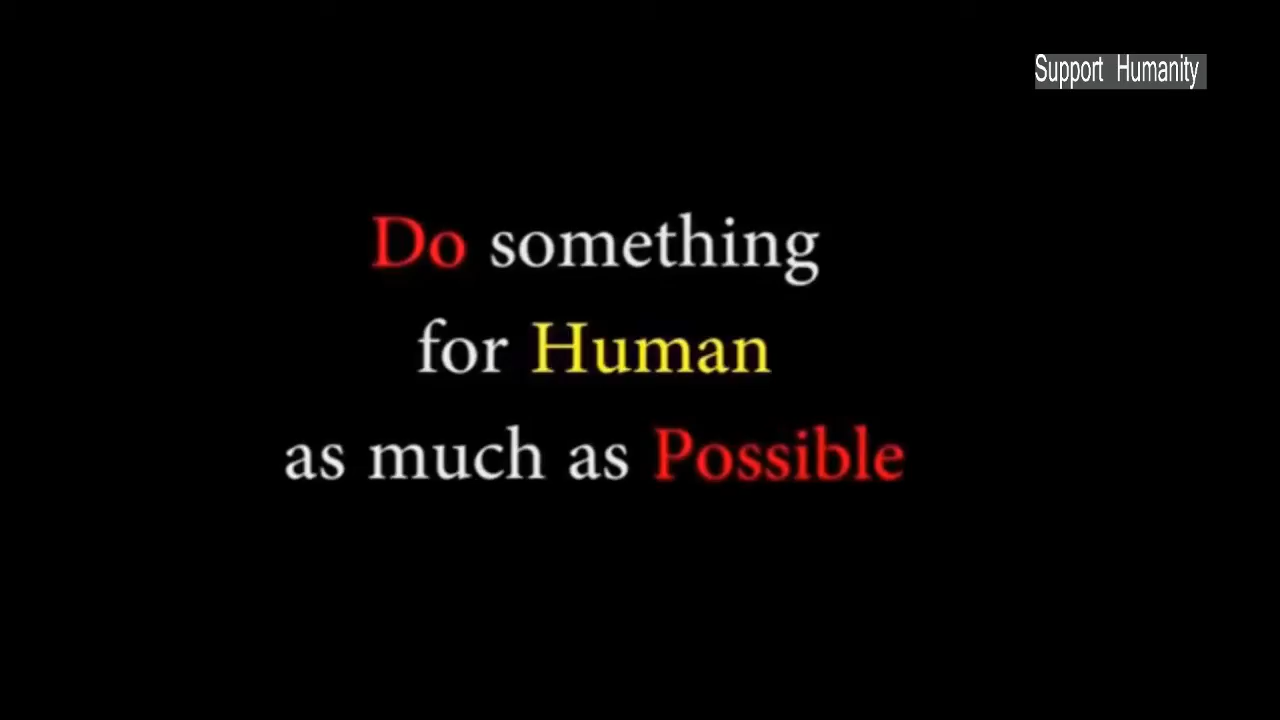 Support Humanity
Do something
for Human
as much as Possible